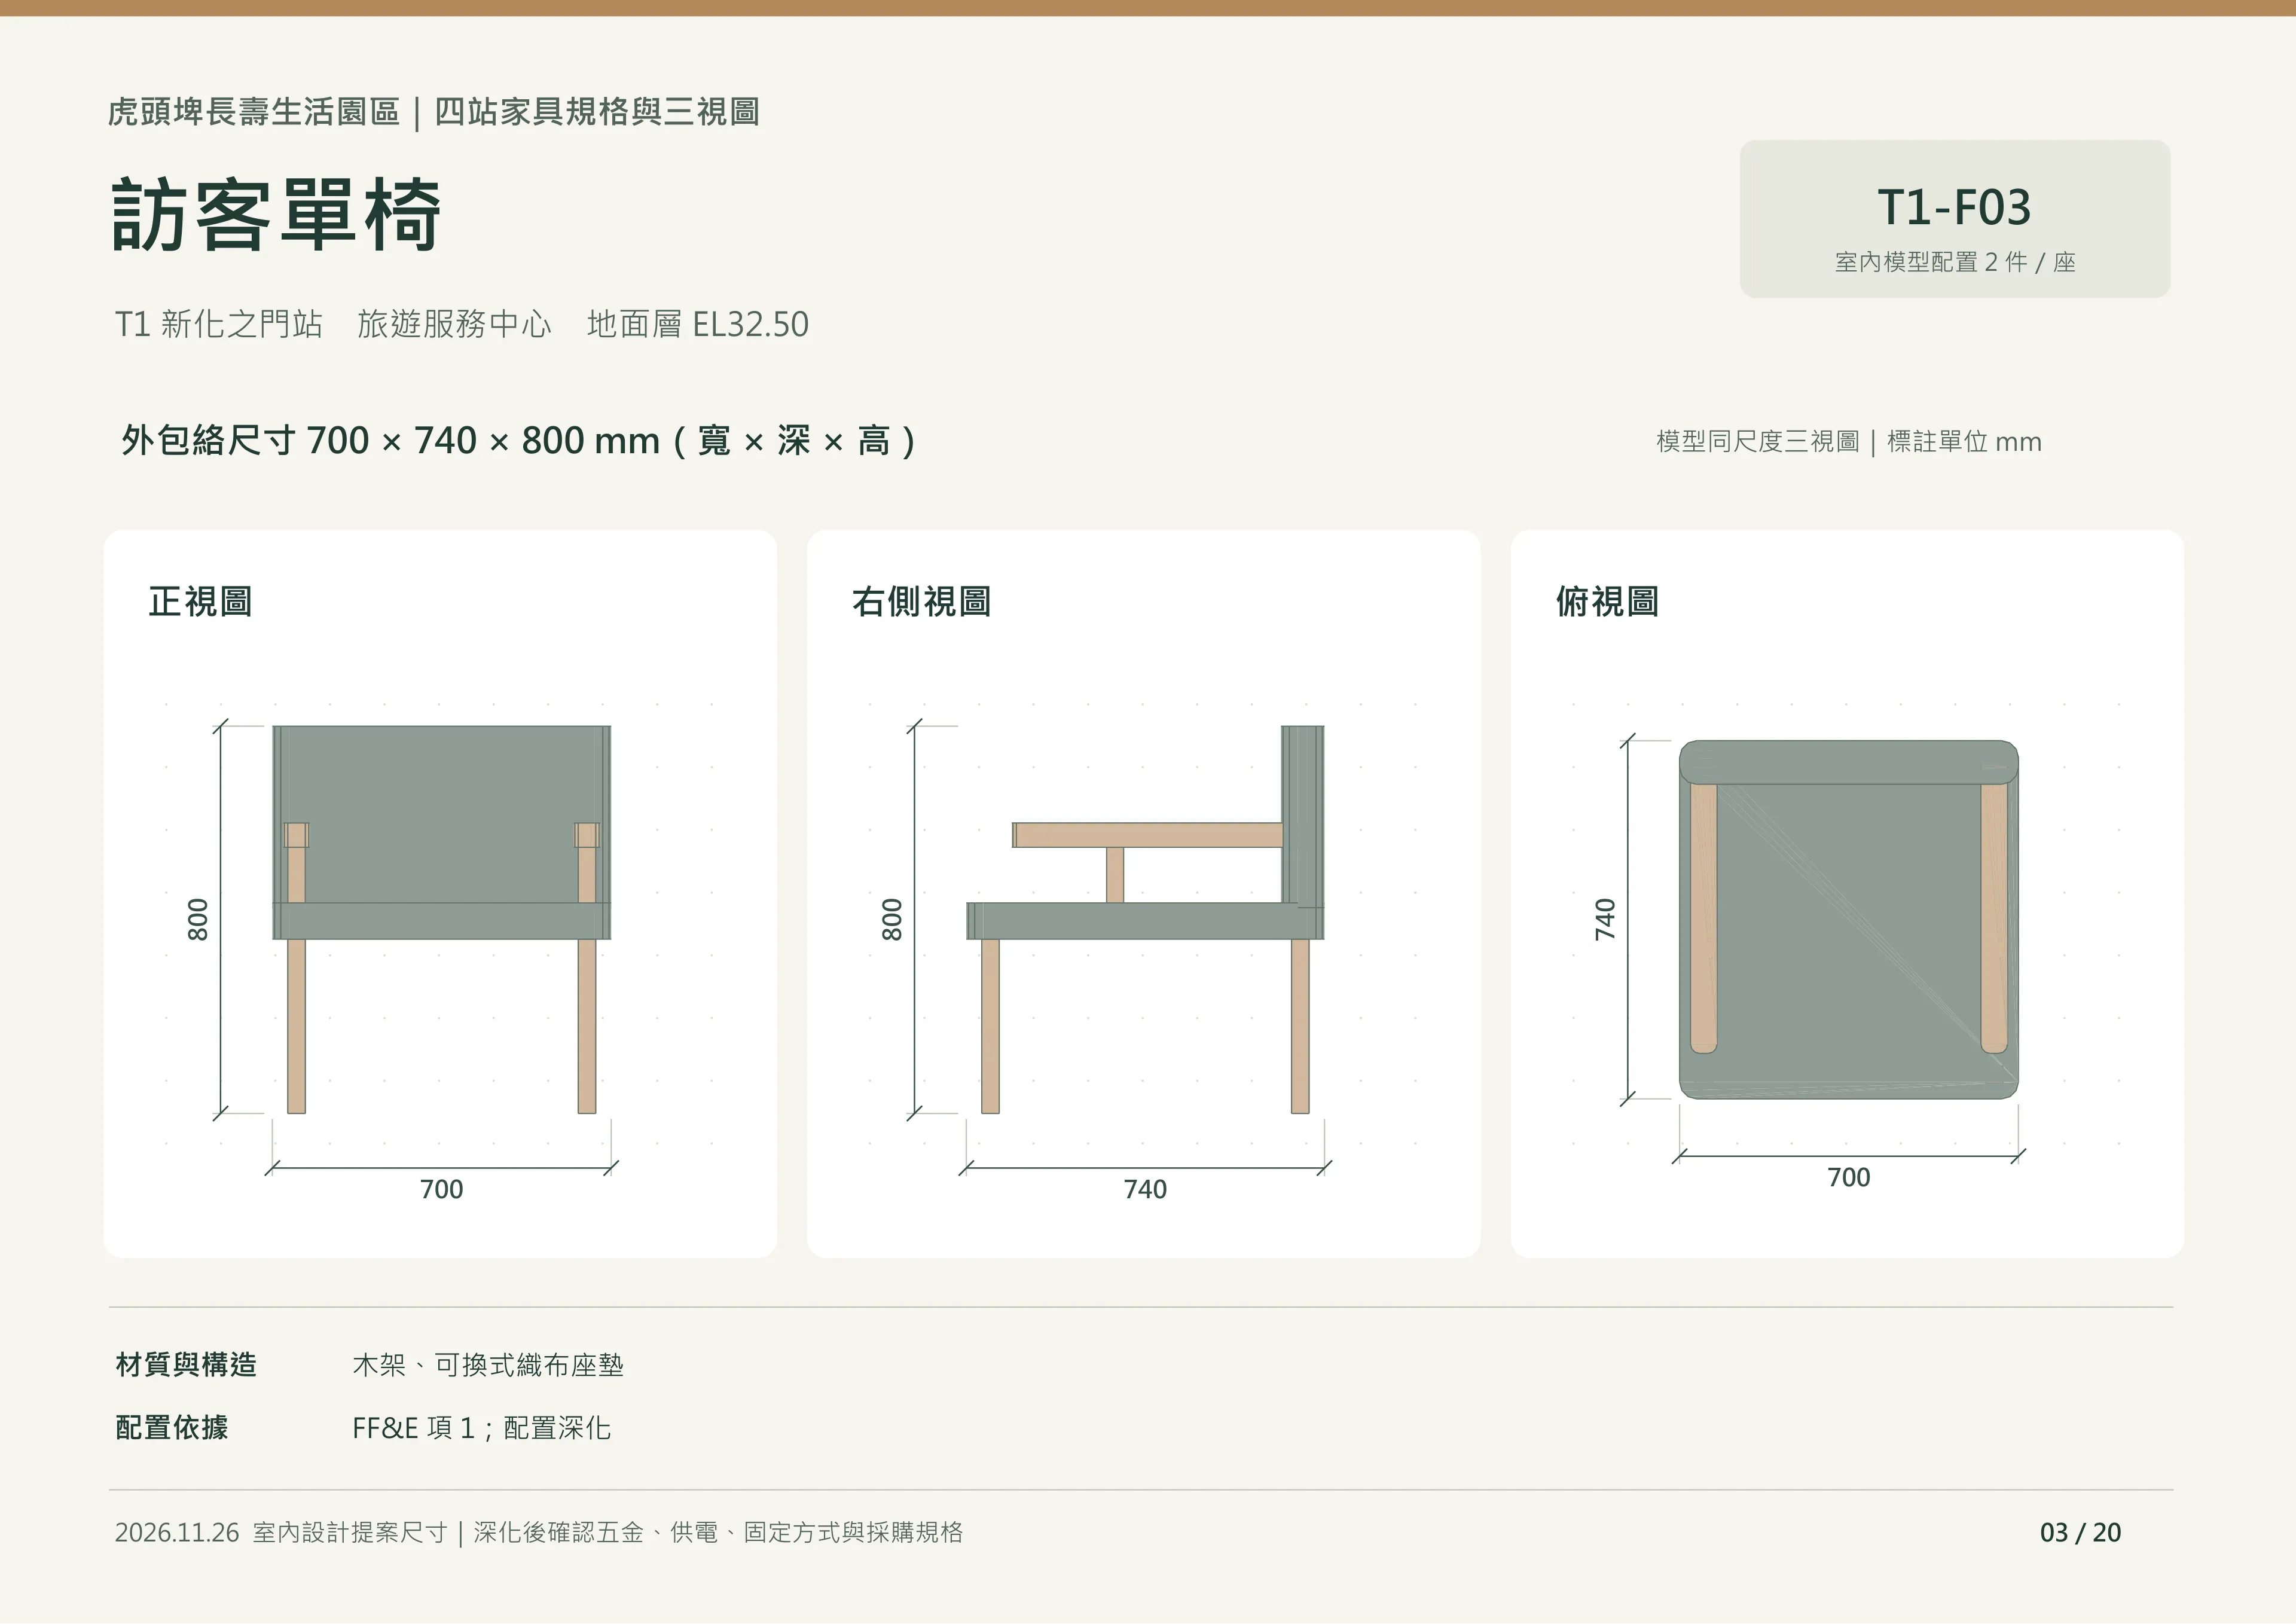 虎頭埤長壽生活園區｜四站家具規格與三視圖
訪客單椅
T1-F03
室內模型配置 2 件 / 座
T1 新化之門站　旅遊服務中心　地面層 EL32.50
外包絡尺寸 700 × 740 × 800 mm ( 寬 × 深 × 高 )
模型同尺度三視圖｜標註單位 mm
正視圖
800
700
右側視圖
800
740
俯視圖
740
700
材質與構造　木架、可換式織布座墊
配置依據　FF&E 項 1；配置深化
2026.11.26 室內設計提案尺寸｜深化後確認五金、供電、固定方式與採購規格
03 / 20